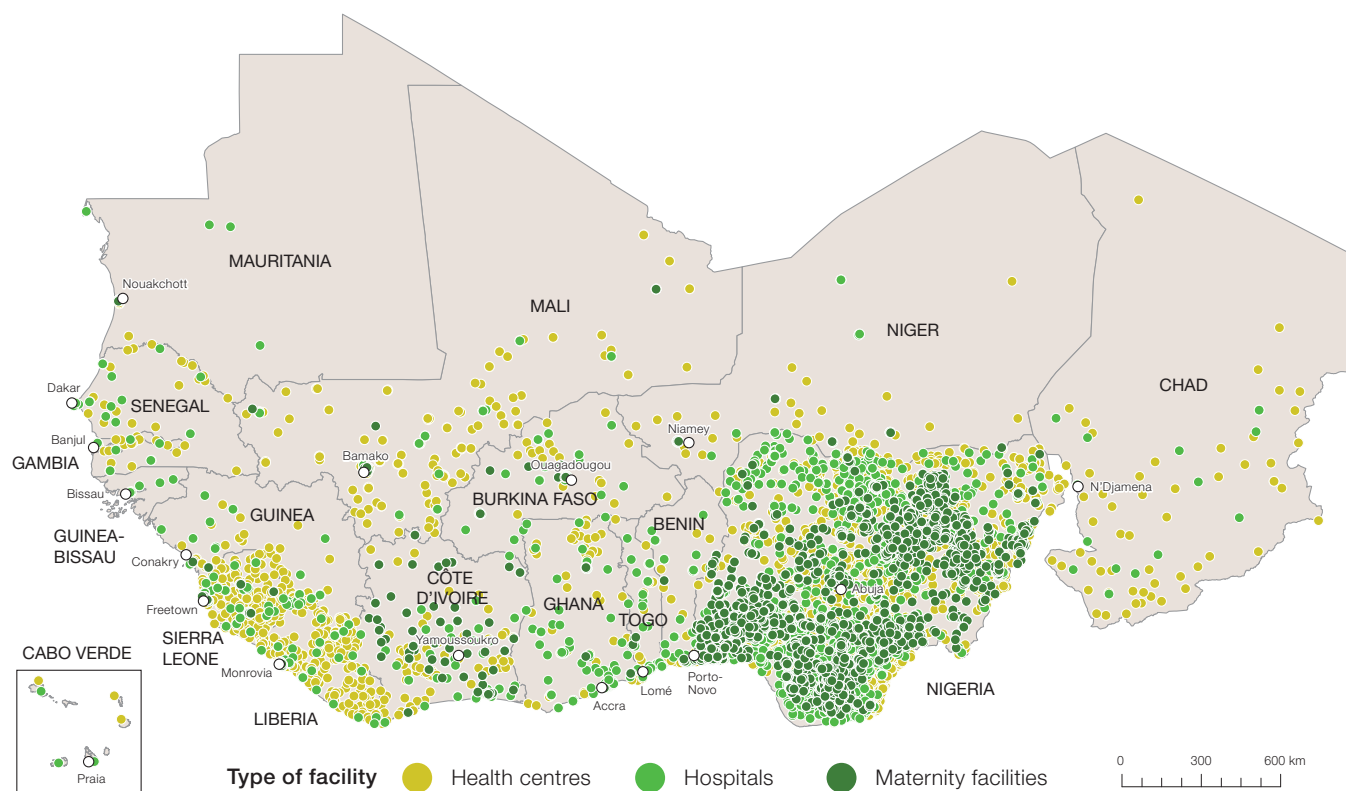 MAURITANIA
Nouakchott
MALI
NIGER
CHAD
Dakar
SENEGAL
Banjul
GAMBIA
Bamako
Niamey
Ouagadougou
N'Djamena
Bissau
BURKINA FASO
GUINEA
BENIN
GUINEA-
BISSAU
Conakry
CÔTE
D'IVOIRE
GHANA
Abuja
Freetown
TOGO
SIERRA
LEONE
Yamoussoukro
CABO VERDE
Monrovia
Porto-
Novo
Lomé
NIGERIA
Accra
LIBERIA
Praia
Type of facility
Health centres
Hospitals
Maternity facilities
0 300 600 km